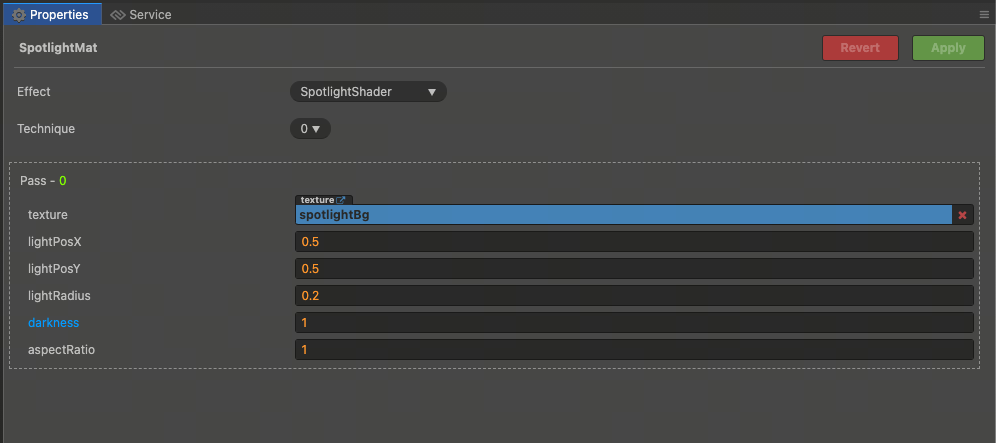 Properties Service
SpotlightMat Revert Apply
Effect SpotlightShader
Technique 0
Pass - 0
texture
texture spotlightBg
lightPosX 0.5
lightPosY 0.5
lightRadius 0.2
darkness 1
aspectRatio 1